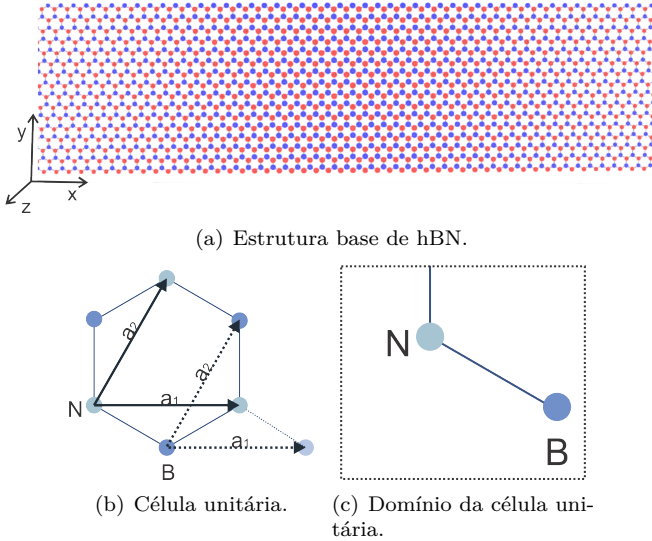 y
x
z
(a) Estrutura base de hBN.
a2
a2
N
a1
a1
B
N
B
(b) Célula unitária.
(c) Domínio da célula uni-
tária.